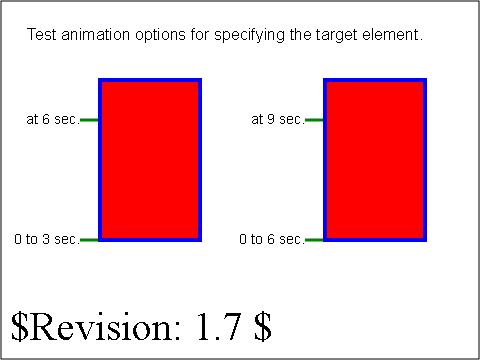 Test animation options for specifying the target element.
at 6 sec.
at 9 sec.
0 to 3 sec.
0 to 6 sec.
$Revision: 1.7 $